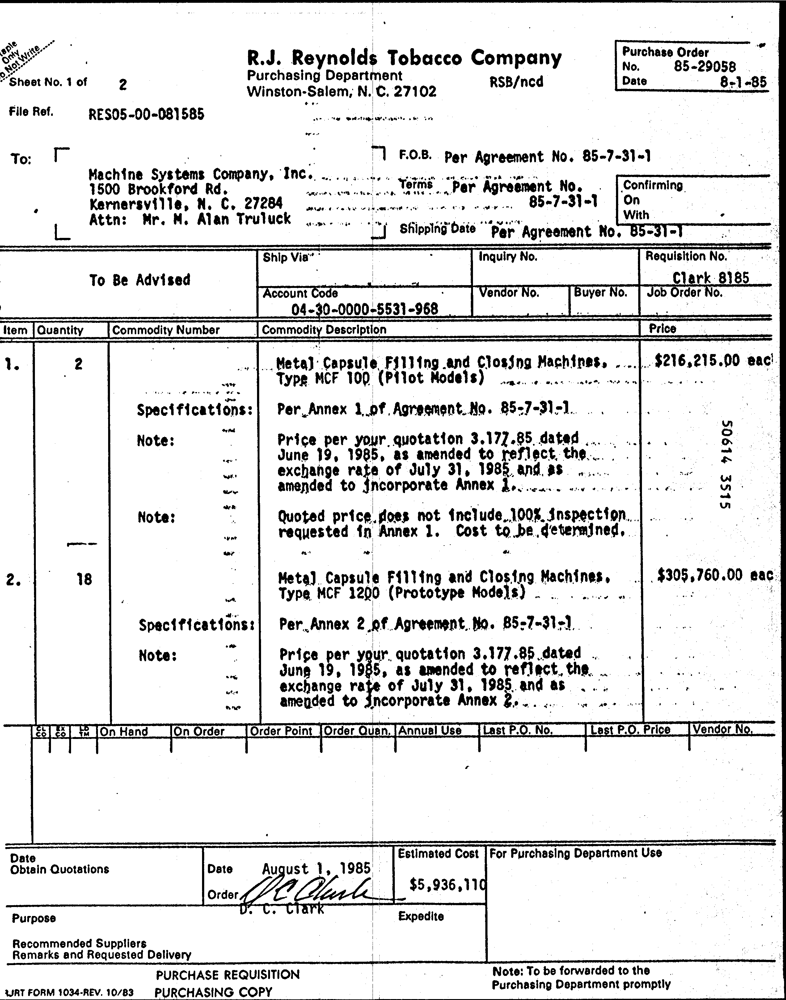 Only
Do Not Write
R.J. Reynolds Tobacco Company
Purchasing Department
Winston-Salem, N. C. 27102
RSB/ncd
Purchase Order
No. 85-29058
Date 8-1-85
Sheet No. 1 of 2
File Ref. RES05-00-081585
To:
Machine Systems Company, Inc.
1500 Brookford Rd.
Kernersville, N. C. 27284
Attn: Mr. M. Alan Truluck
F.O.B. Per Agreement No. 85-7-31-1
Terms Per Agreement No.
85-7-31-1
Shipping Date Per Agreement No. 85-31-1
Confirming
On
With
To Be Advised
Ship Via
Inquiry No.
Requisition No.
Clark 8185
Account Code
04-30-0000-5531-968
Vendor No.
Buyer No.
Job Order No.
Item Quantity Commodity Number Commodity Description Price
1. 2 Metal Capsule Filling and Closing Machines, $216,215.00 eac
Type MCF 100 (Pilot Models)
Specifications: Per Annex 1 of Agreement No. 85-7-31-1
Note: Price per your quotation 3.177.85 dated
June 19, 1985, as amended to reflect the
exchange rate of July 31, 1985 and as
amended to incorporate Annex 1.
Note: Quoted price does not include 100% inspection
requested in Annex 1. Cost to be determined.
2. 18 Metal Capsule Filling and Closing Machines, $305,760.00 eac
Type MCF 1200 (Prototype Models)
Specifications: Per Annex 2 of Agreement No. 85-7-31-1
Note: Price per your quotation 3.177.85 dated
June 19, 1985, as amended to reflect the
exchange rate of July 31, 1985 and as
amended to incorporate Annex 2.
50614 3515
On Hand On Order Order Point Order Quan. Annual Use Last P.O. No. Last P.O. Price Vendor No.
Date
Obtain Quotations
Date August 1, 1985
Order D C Clark
D. C. Clark
Estimated Cost
$5,936,110
For Purchasing Department Use
Purpose
Expedite
Recommended Suppliers
Remarks and Requested Delivery
PURCHASE REQUISITION
PURCHASING COPY
RJRT FORM 1034-REV. 10/83
Note: To be forwarded to the
Purchasing Department promptly